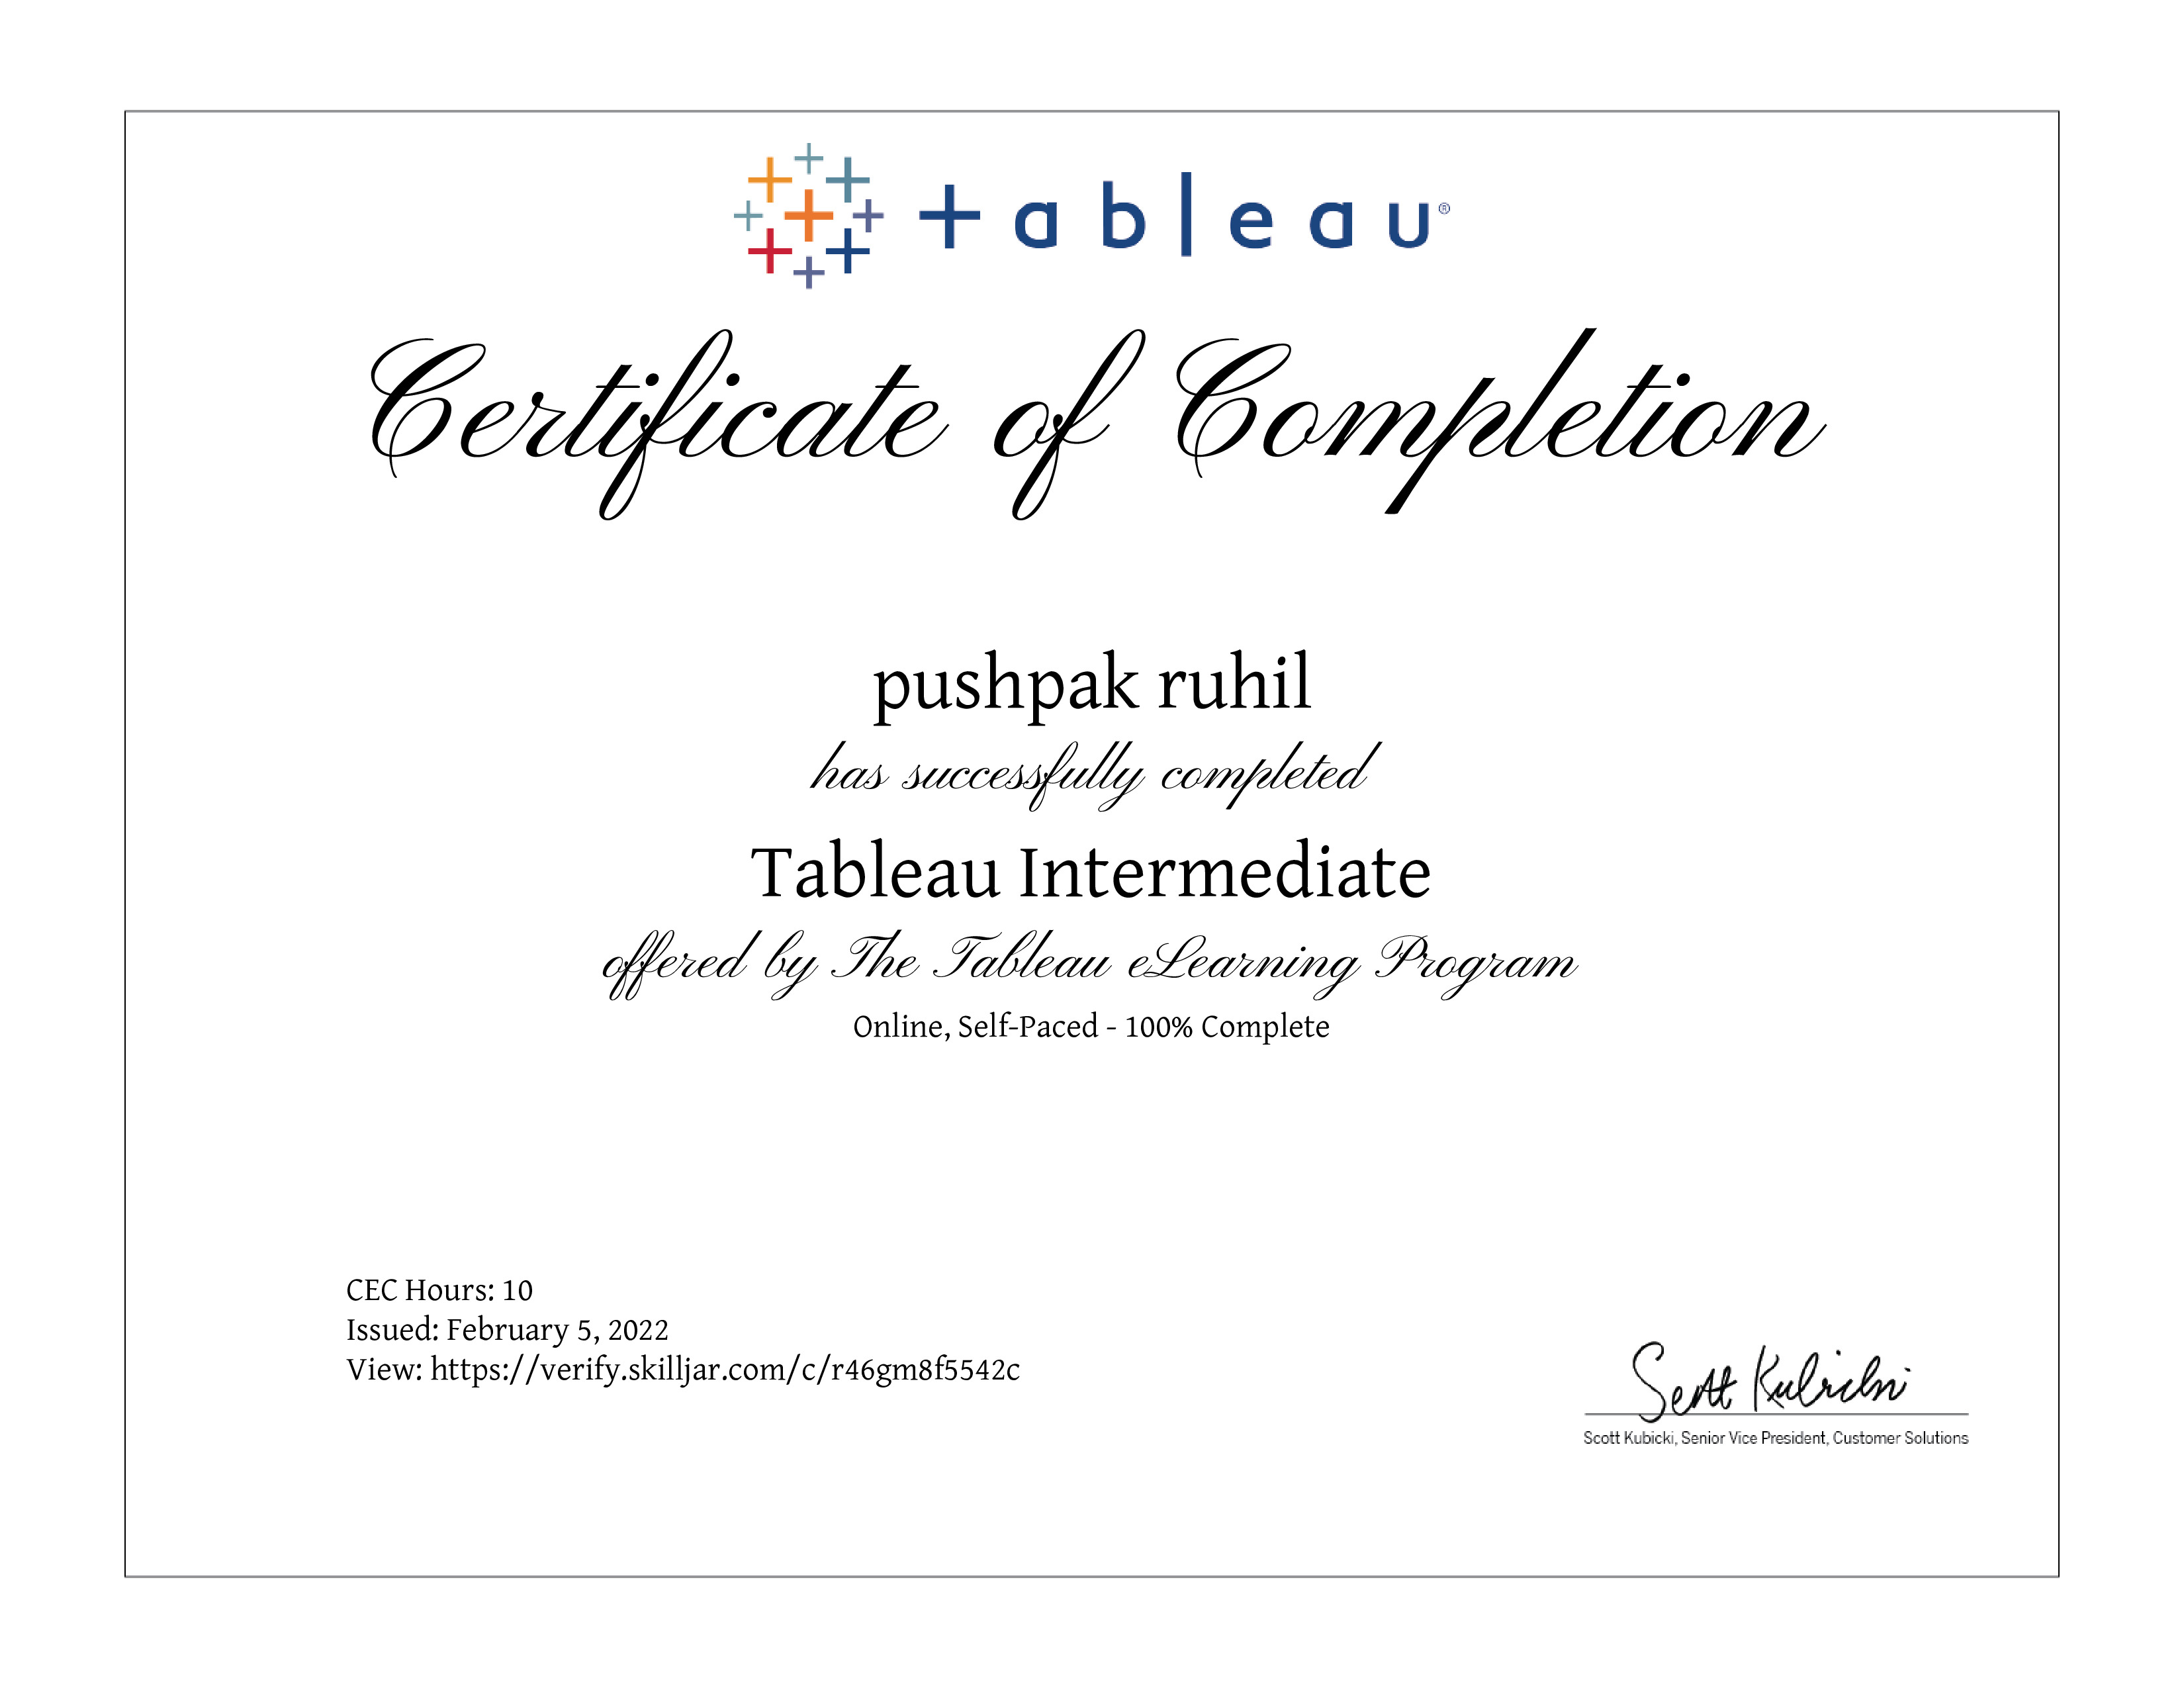 +ableau®
Certificate of Completion
pushpak ruhil
has successfully completed
Tableau Intermediate
offered by The Tableau eLearning Program
Online, Self-Paced - 100% Complete
CEC Hours: 10
Issued: February 5, 2022
View: https://verify.skilljar.com/c/r46gm8f5542c
Scott Kubicki
Scott Kubicki, Senior Vice President, Customer Solutions